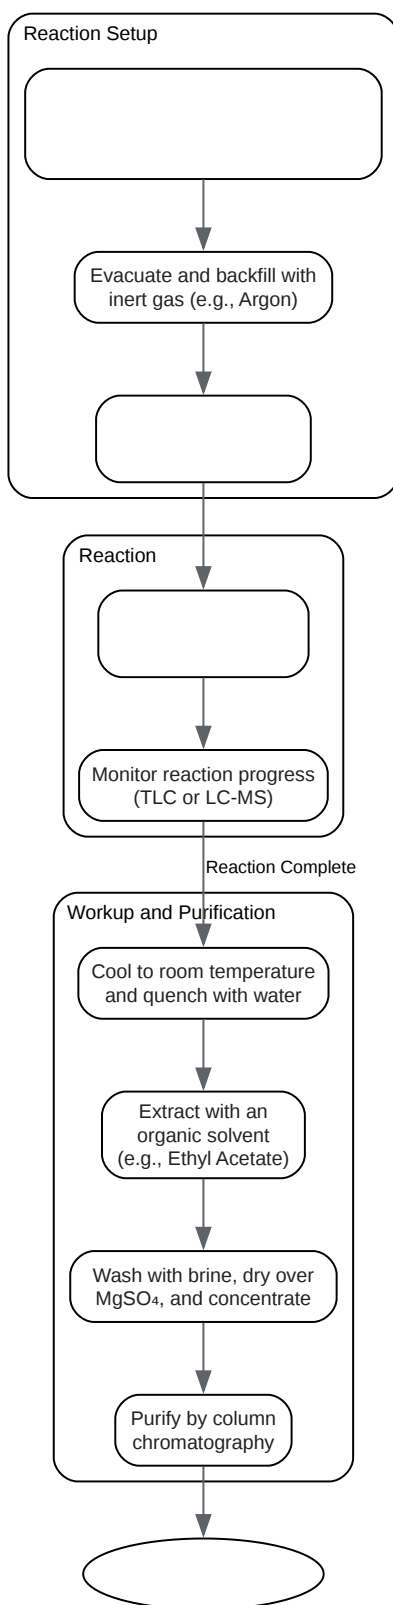 Reaction Setup
Evacuate and backfill with
inert gas (e.g., Argon)
Reaction
Monitor reaction progress
(TLC or LC-MS)
Reaction Complete
Workup and Purification
Cool to room temperature
and quench with water
Extract with an
organic solvent
(e.g., Ethyl Acetate)
Wash with brine, dry over
MgSO₄, and concentrate
Purify by column
chromatography